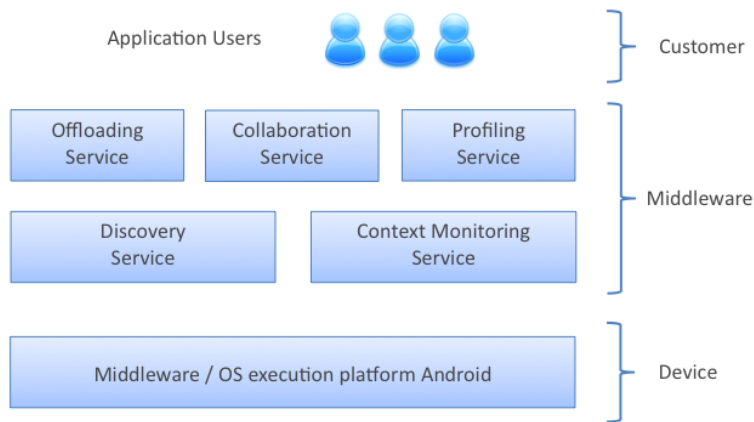 Application Users
Customer
Offloading
Service
Collaboration
Service
Profiling
Service
Middleware
Discovery
Service
Context Monitoring
Service
Middleware / OS execution platform Android
Device